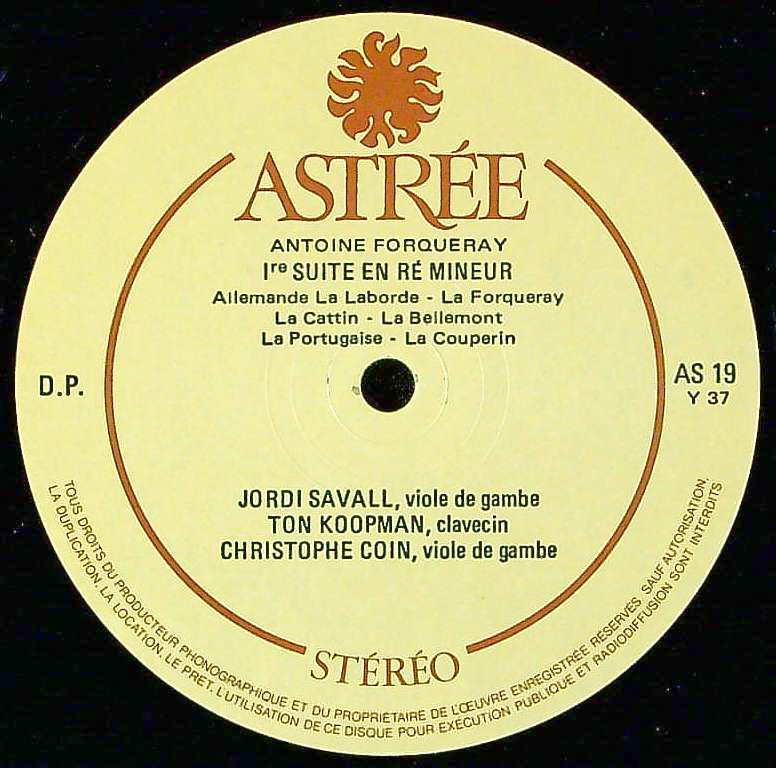 ASTRÉE
ANTOINE FORQUERAY
Ire SUITE EN RÉ MINEUR
Allemande La Laborde - La Forqueray
La Cattin - La Bellemont
La Portugaise - La Couperin
D.P.
AS 19
Y 37
JORDI SAVALL, viole de gambe
TON KOOPMAN, clavecin
CHRISTOPHE COIN, viole de gambe
STÉRÉO
TOUS DROITS DU PRODUCTEUR PHONOGRAPHIQUE ET DU PROPRIÉTAIRE DE L'ŒUVRE ENREGISTRÉE RÉSERVÉS. SAUF AUTORISATION,
LA DUPLICATION, LA LOCATION, LE PRET, L'UTILISATION DE CE DISQUE POUR EXÉCUTION PUBLIQUE ET RADIODIFFUSION SONT INTERDITS